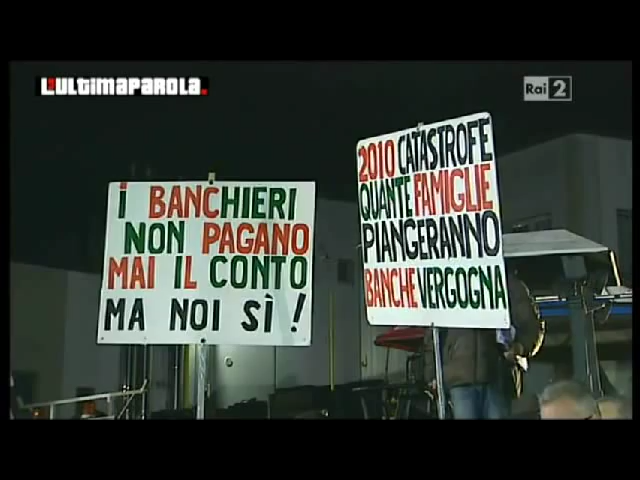 L'ULTIMAPAROLA.
Rai 2
I BANCHIERI
NON PAGANO
MAI IL CONTO
MA NOI SÌ !
2010 CATASTROFE
QUANTE FAMIGLIE
PIANGERANNO
BANCHE VERGOGNA